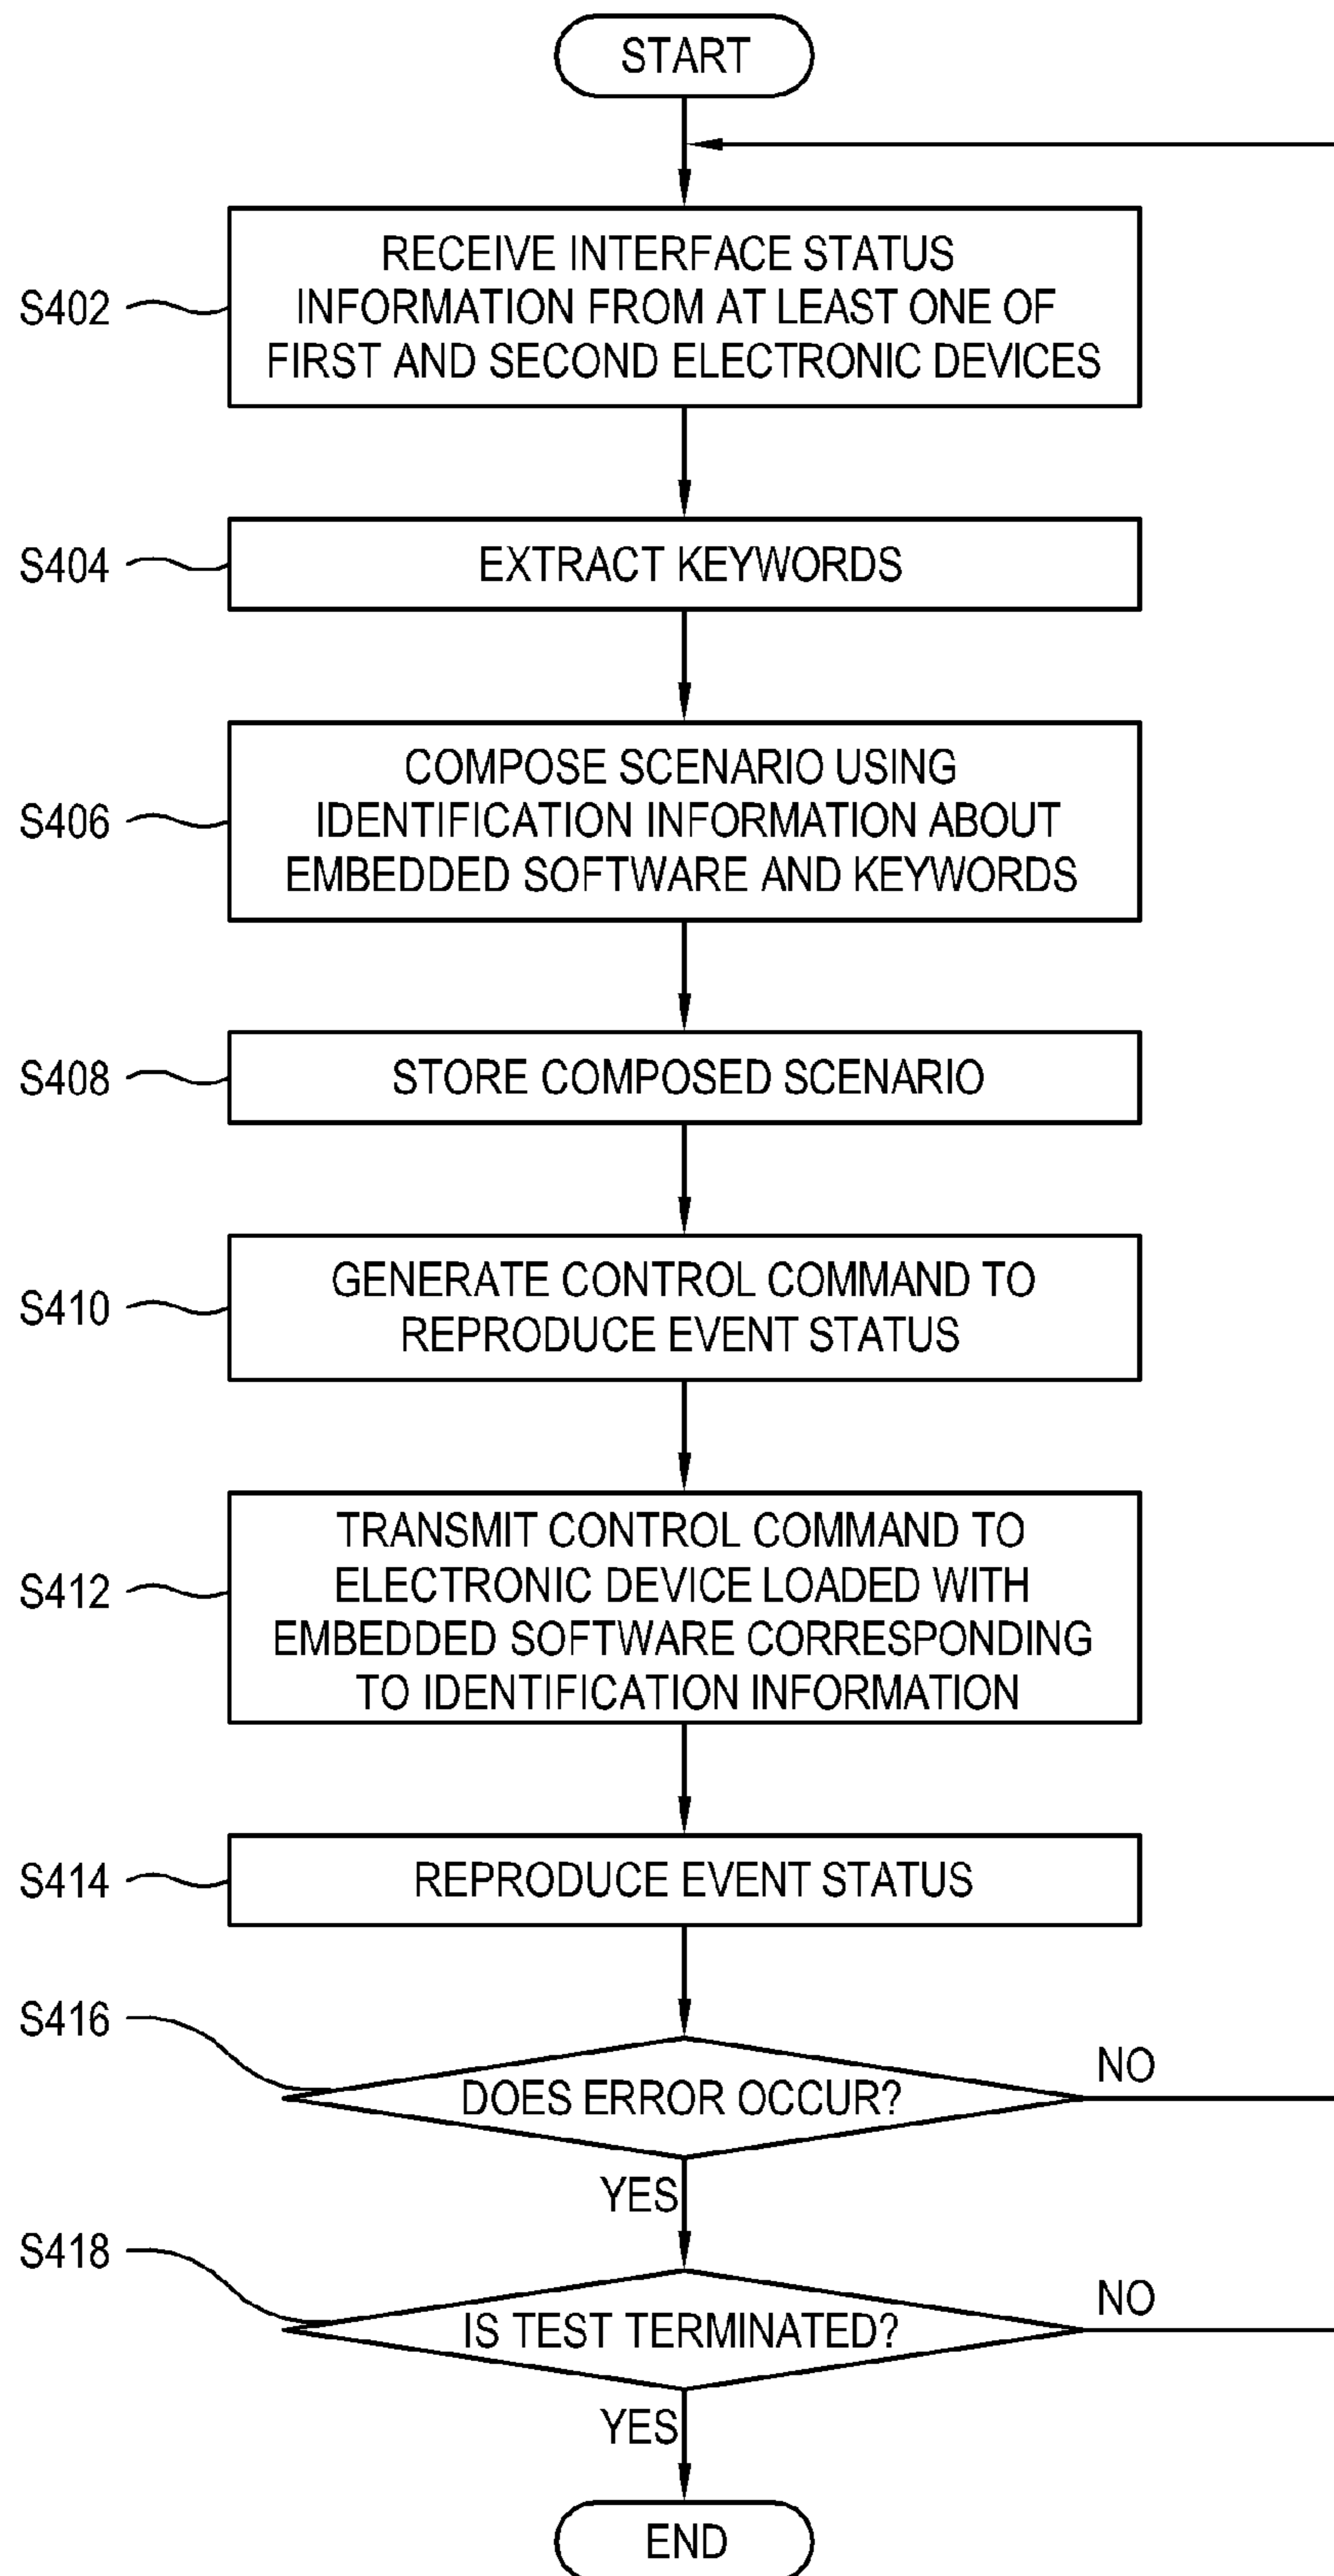 START
S402
RECEIVE INTERFACE STATUS
INFORMATION FROM AT LEAST ONE OF
FIRST AND SECOND ELECTRONIC DEVICES
S404
EXTRACT KEYWORDS
S406
COMPOSE SCENARIO USING
IDENTIFICATION INFORMATION ABOUT
EMBEDDED SOFTWARE AND KEYWORDS
S408
STORE COMPOSED SCENARIO
S410
GENERATE CONTROL COMMAND TO
REPRODUCE EVENT STATUS
S412
TRANSMIT CONTROL COMMAND TO
ELECTRONIC DEVICE LOADED WITH
EMBEDDED SOFTWARE CORRESPONDING
TO IDENTIFICATION INFORMATION
S414
REPRODUCE EVENT STATUS
S416
DOES ERROR OCCUR?
NO
YES
S418
IS TEST TERMINATED?
NO
YES
END